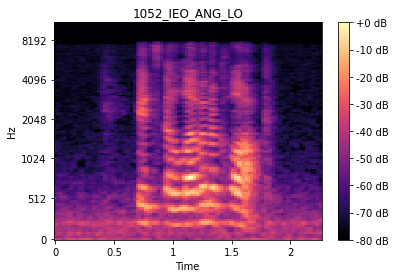 1052_IEO_ANG_LO
8192
4096
2048
1024
512
0
Hz
0
0.5
1
1.5
2
Time
+0 dB
-10 dB
-20 dB
-30 dB
-40 dB
-50 dB
-60 dB
-70 dB
-80 dB